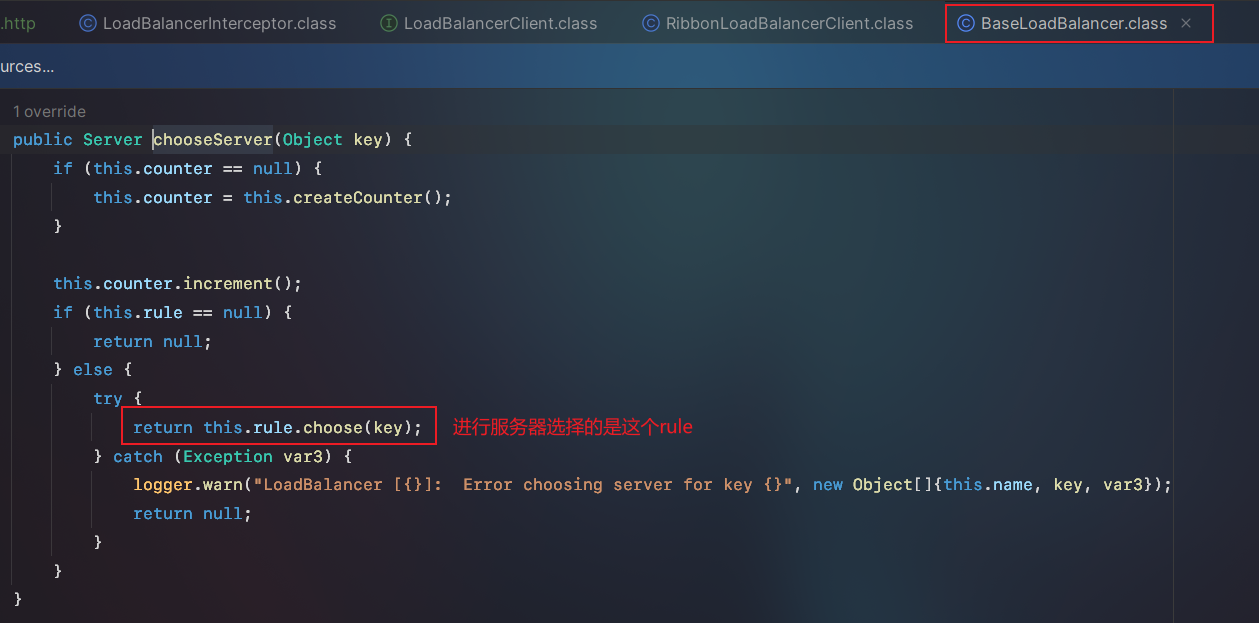 .http LoadBalancerInterceptor.class LoadBalancerClient.class RibbonLoadBalancerClient.class BaseLoadBalancer.class
urces...
1 override
public Server chooseServer(Object key) {
    if (this.counter == null) {
        this.counter = this.createCounter();
    }
    this.counter.increment();
    if (this.rule == null) {
        return null;
    } else {
        try {
            return this.rule.choose(key); 进行服务器选择的是这个rule
        } catch (Exception var3) {
            logger.warn("LoadBalancer [{}]:  Error choosing server for key {}", new Object[]{this.name, key, var3});
            return null;
        }
    }
}